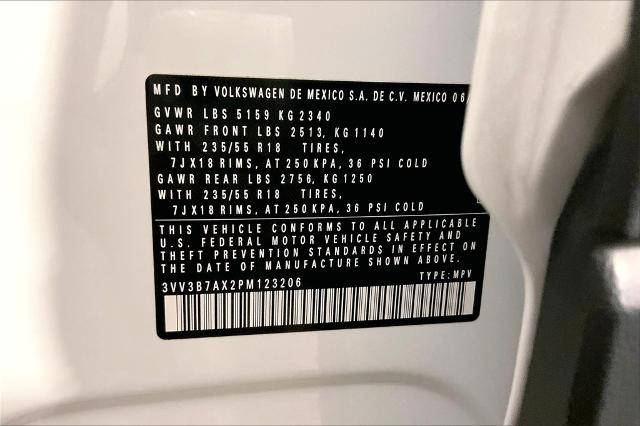 MFD BY VOLKSWAGEN DE MEXICO S.A. DE C.V. MEXICO 06/
GVWR LBS 5159 KG 2340
GAWR FRONT LBS 2513, KG 1140
WITH 235/55 R18 TIRES,
7JX18 RIMS, AT 250 KPA, 36 PSI COLD
GAWR REAR LBS 2756, KG 1250
WITH 235/55 R18 TIRES,
7JX18 RIMS, AT 250 KPA, 36 PSI COLD
THIS VEHICLE CONFORMS TO ALL APPLICABLE
U.S. FEDERAL MOTOR VEHICLE SAFETY AND
THEFT PREVENTION STANDARDS IN EFFECT ON
THE DATE OF MANUFACTURE SHOWN ABOVE.
3VV3B7AX2PM123206 TYPE: MPV